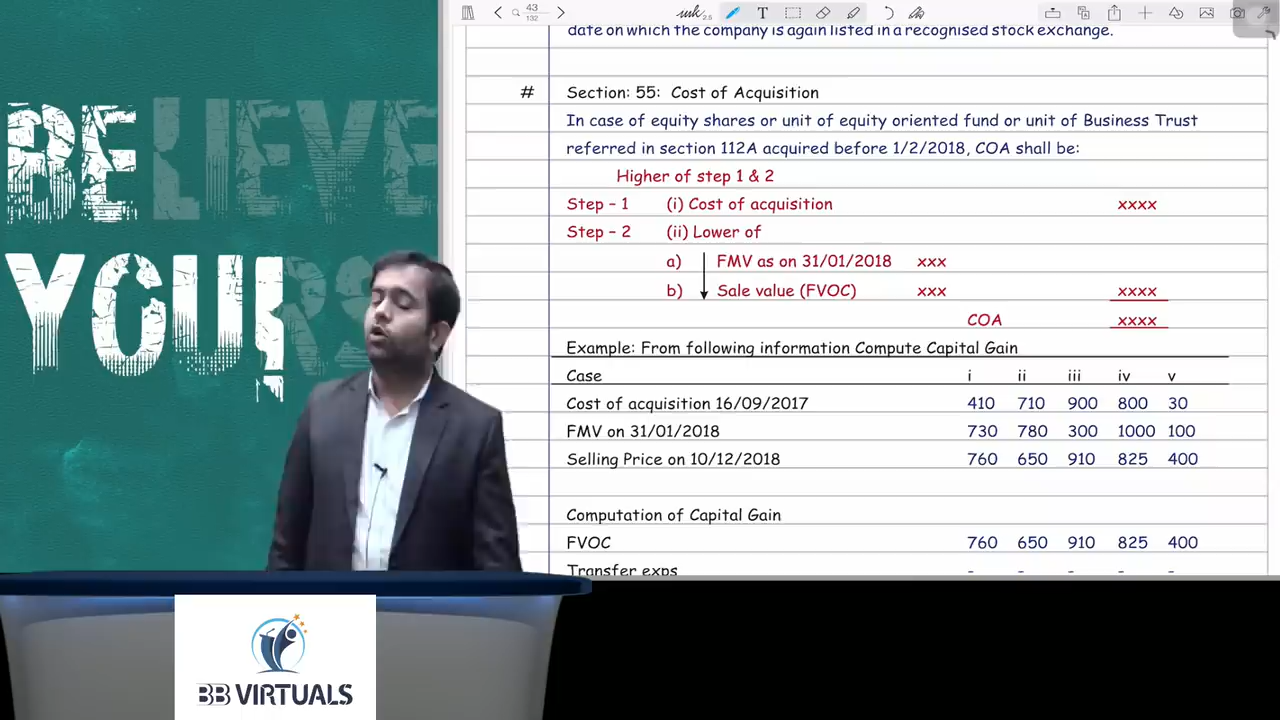 BELIEVE
YOURS
43
132
2.5
T
date on which the company is again listed in a recognised stock exchange.
# Section: 55: Cost of Acquisition
In case of equity shares or unit of equity oriented fund or unit of Business Trust
referred in section 112A acquired before 1/2/2018, COA shall be:
Higher of step 1 & 2
Step – 1 (i) Cost of acquisition xxxx
Step – 2 (ii) Lower of
a) FMV as on 31/01/2018 xxx
b) Sale value (FVOC) xxx xxxx
COA xxxx
Example: From following information Compute Capital Gain
Case i ii iii iv v
Cost of acquisition 16/09/2017 410 710 900 800 30
FMV on 31/01/2018 730 780 300 1000 100
Selling Price on 10/12/2018 760 650 910 825 400
Computation of Capital Gain
FVOC 760 650 910 825 400
Transfer exps - - - - -
BB VIRTUALS